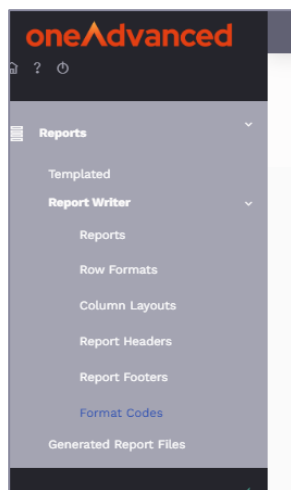 oneAdvanced
?
Reports
Templated
Report Writer
Reports
Row Formats
Column Layouts
Report Headers
Report Footers
Format Codes
Generated Report Files